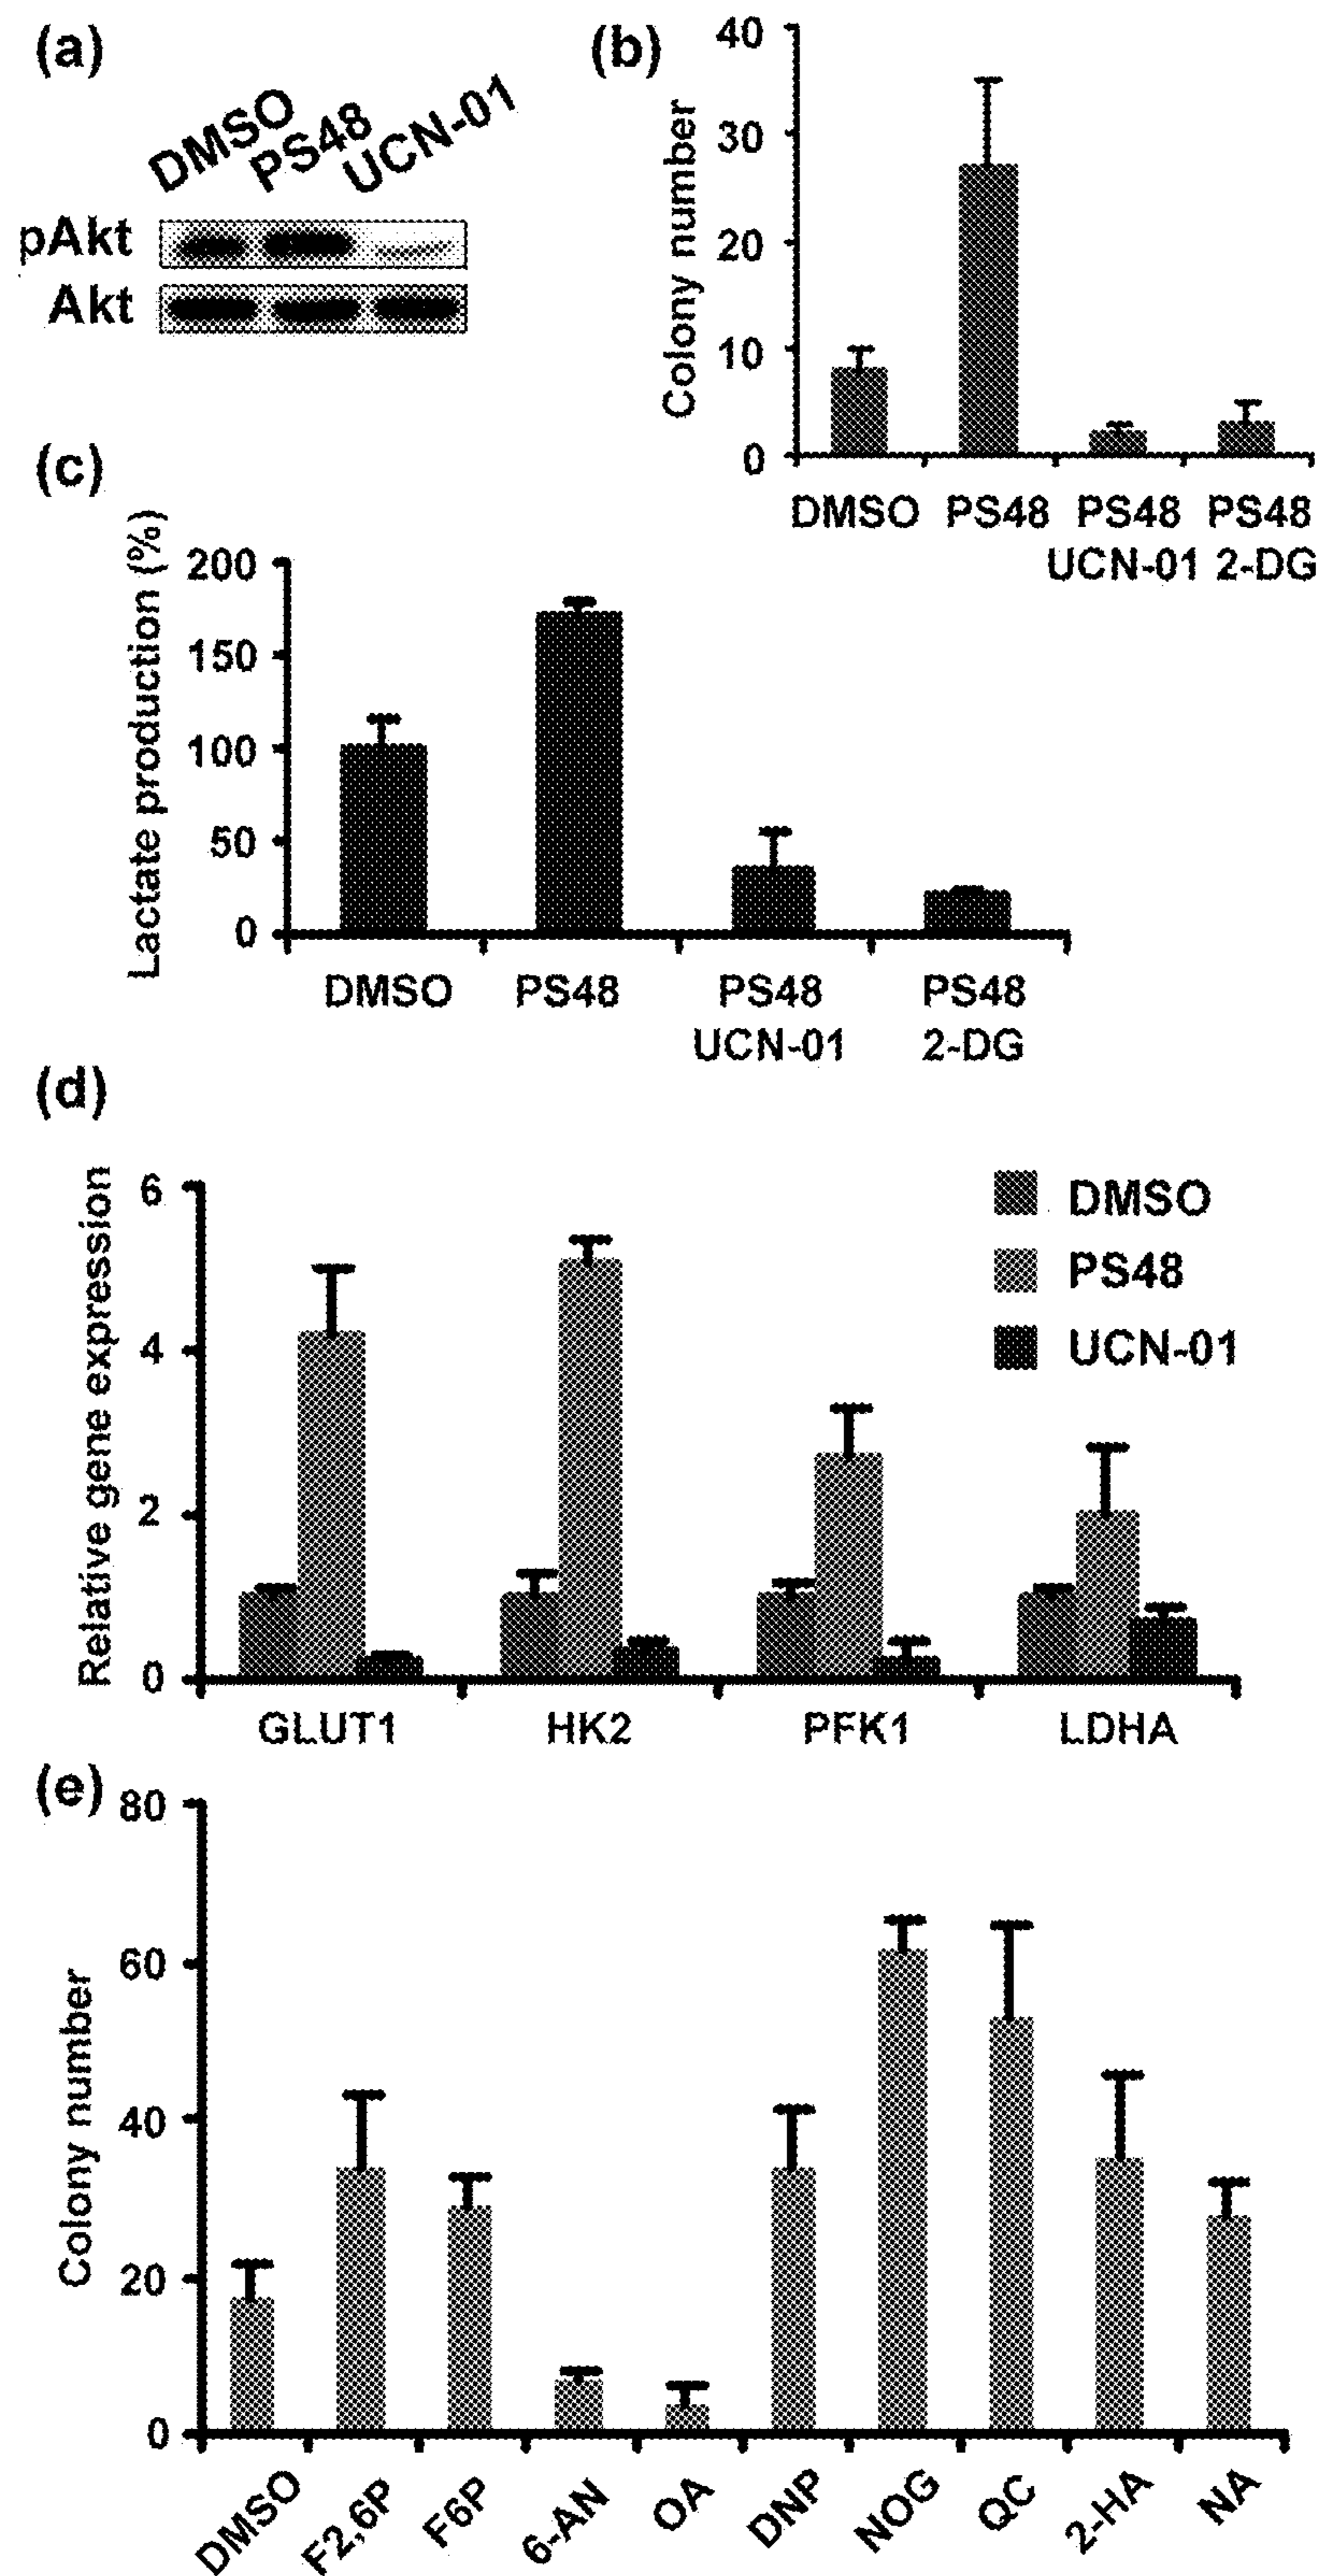 (a)
DMSO
PS48
UCN-01
pAkt
Akt
(b)
Colony number
40
30
20
10
0
DMSO PS48 PS48 PS48
UCN-01 2-DG
(c)
Lactate production (%)
200
150
100
50
0
DMSO PS48 PS48 PS48
UCN-01 2-DG
(d)
Relative gene expression
6
4
2
0
DMSO
PS48
UCN-01
GLUT1 HK2 PFK1 LDHA
(e)
Colony number
80
60
40
20
0
DMSO F2,6P F6P 6-AN OA DNP NOG QC 2-HA NA